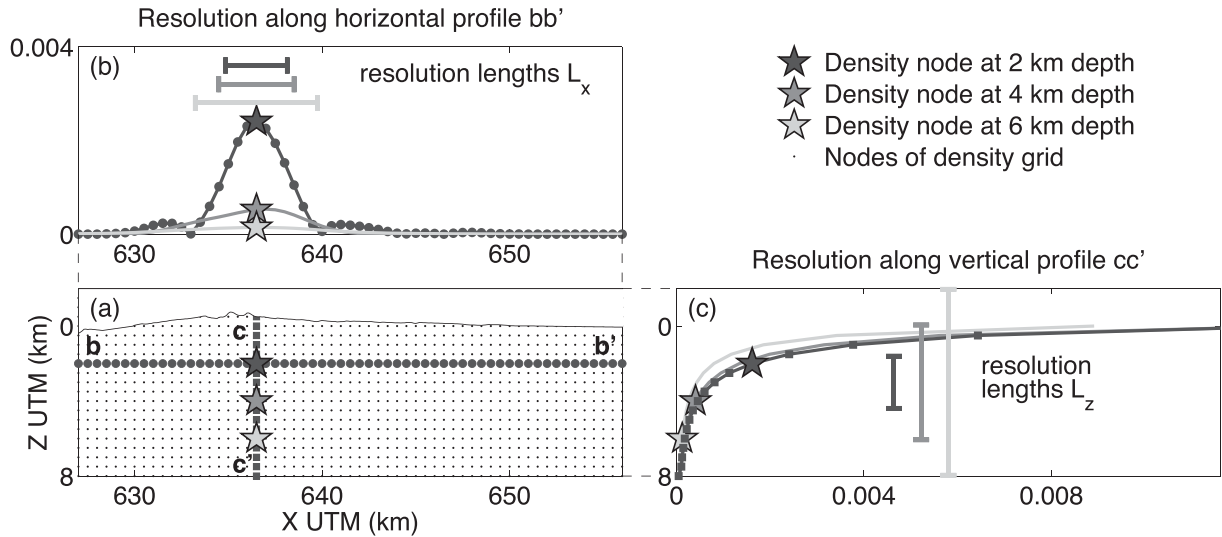 Resolution along horizontal profile bb’
0.004
(b)
resolution lengths Lx
0
630
640
650
Density node at 2 km depth
Density node at 4 km depth
Density node at 6 km depth
Nodes of density grid
(a)
0
c
b
b’
Z UTM (km)
c’
8
630
640
650
X UTM (km)
Resolution along vertical profile cc’
(c)
0
resolution
lengths Lz
8
0
0.004
0.008